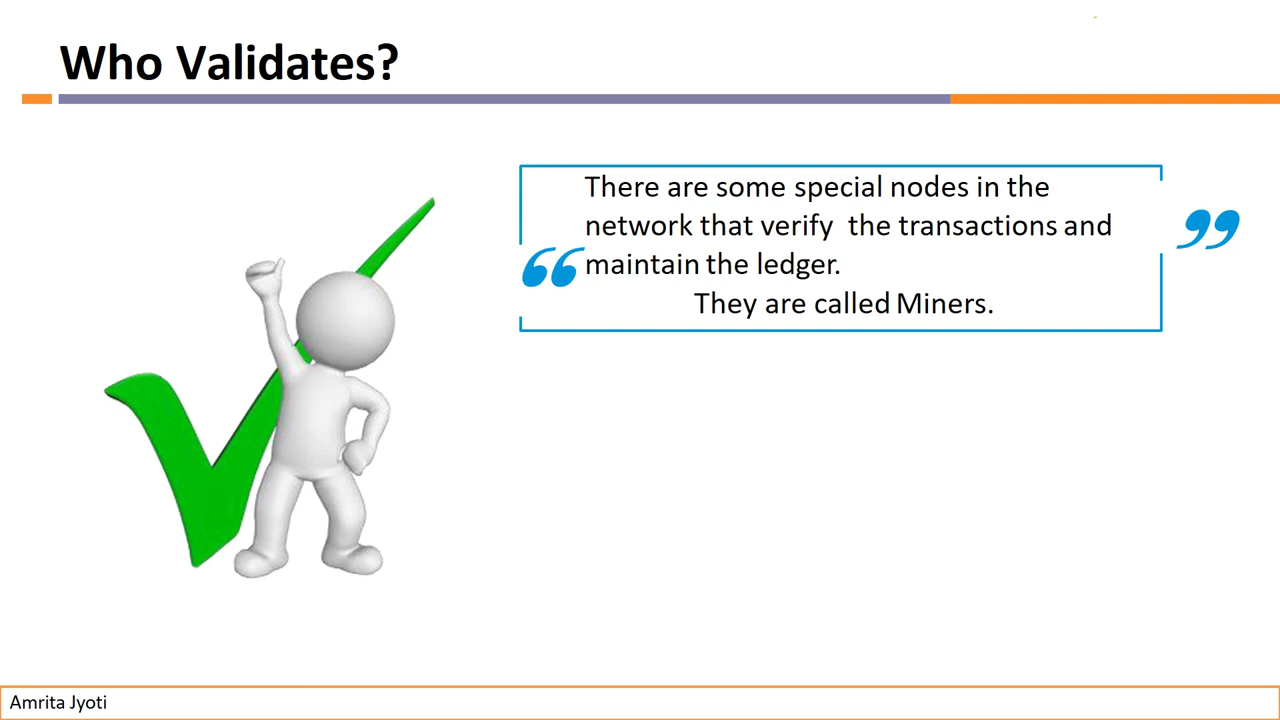 Who Validates?
There are some special nodes in the
network that verify the transactions and
maintain the ledger.
They are called Miners.
Amrita Jyoti